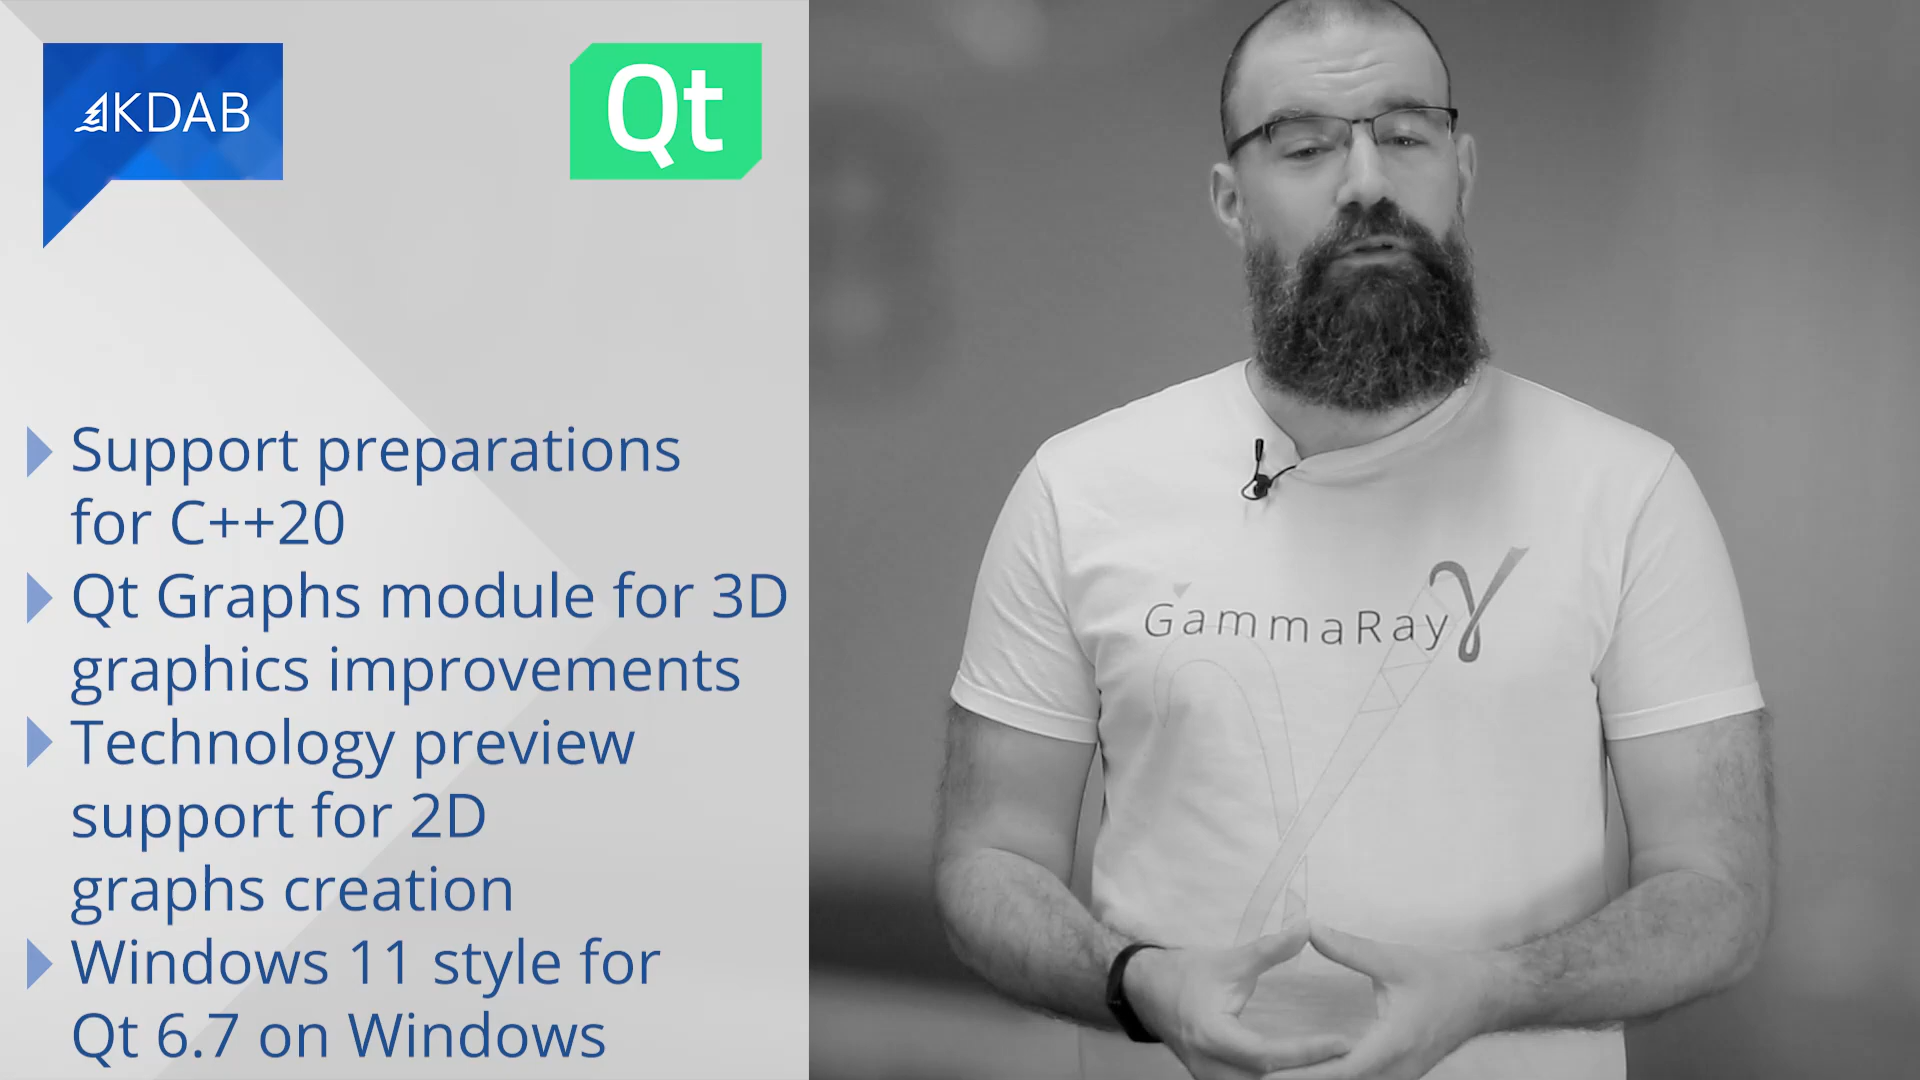 KDAB
Qt
Support preparations
for C++20
Qt Graphs module for 3D
graphics improvements
Technology preview
support for 2D
graphs creation
Windows 11 style for
Qt 6.7 on Windows
GammaRay γ